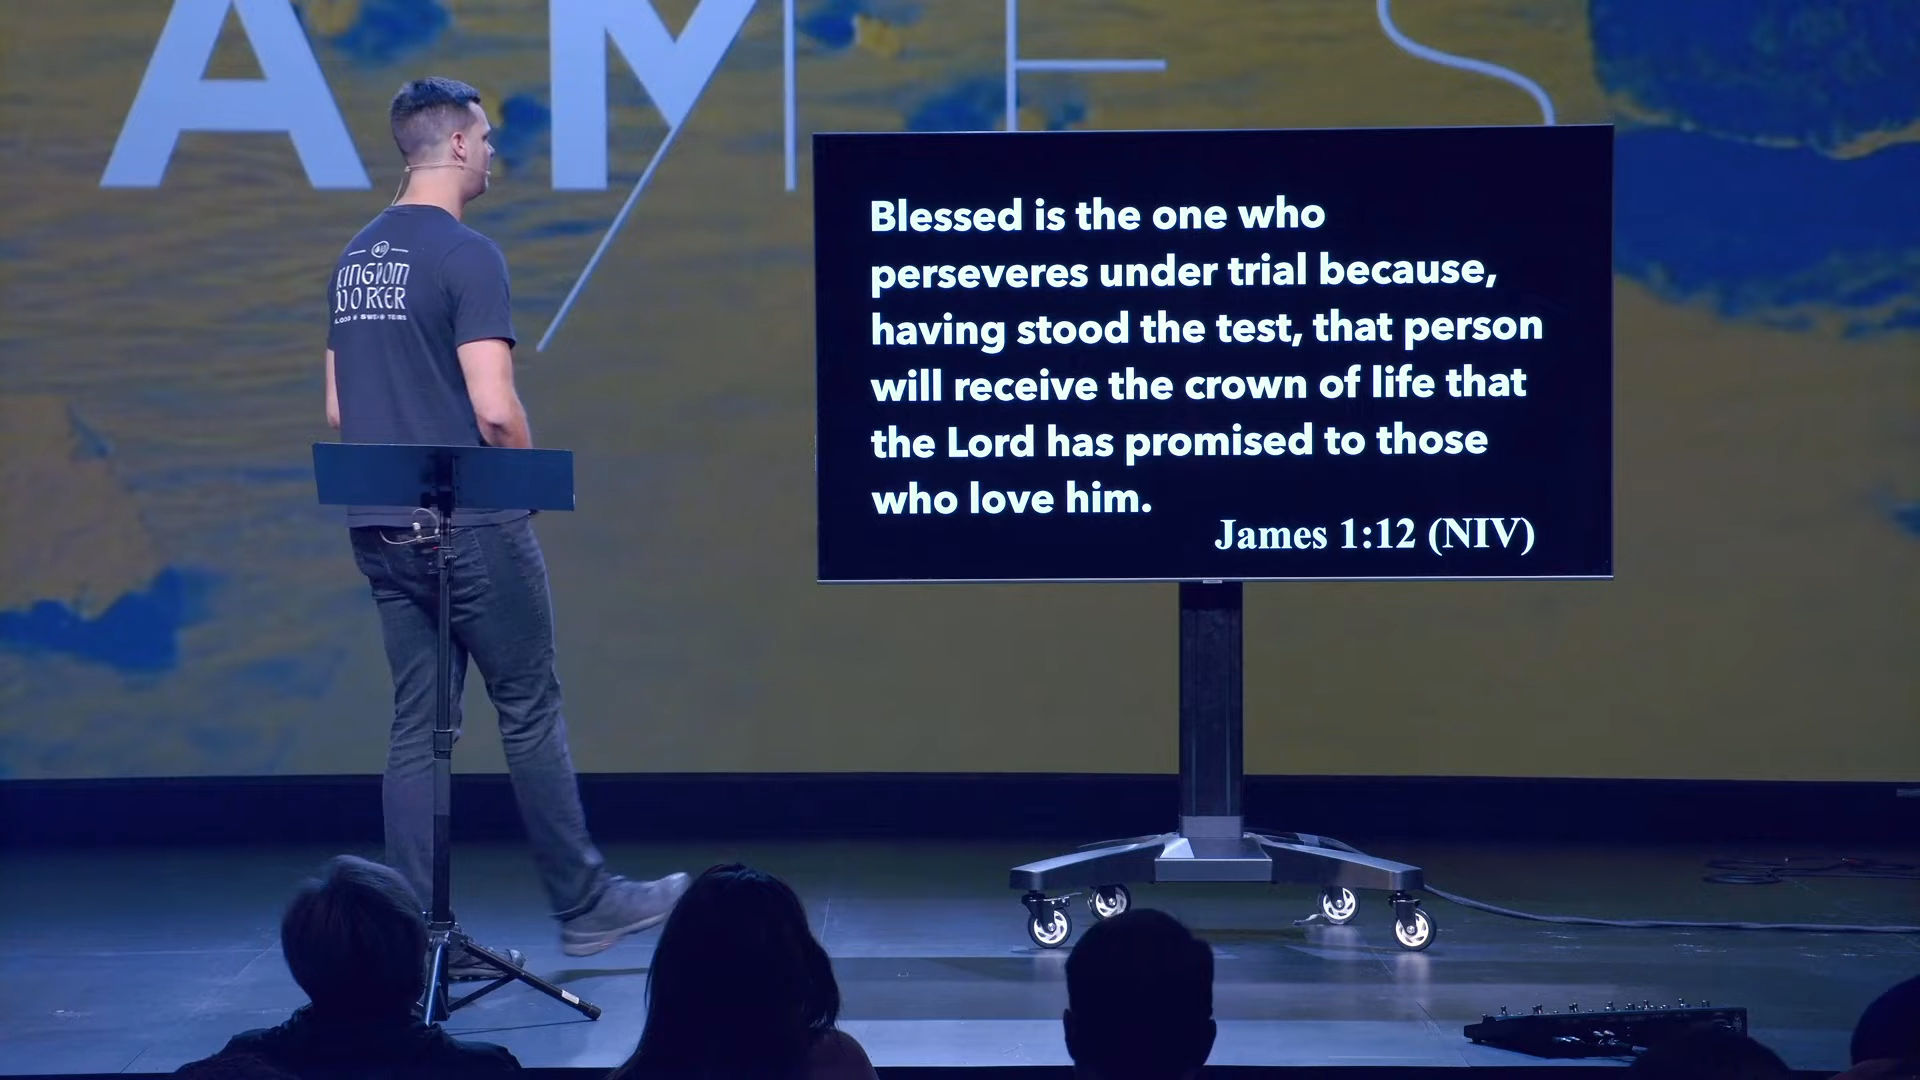 AMES
KINGDOM
WORKER
Blessed is the one who
perseveres under trial because,
having stood the test, that person
will receive the crown of life that
the Lord has promised to those
who love him.
James 1:12 (NIV)